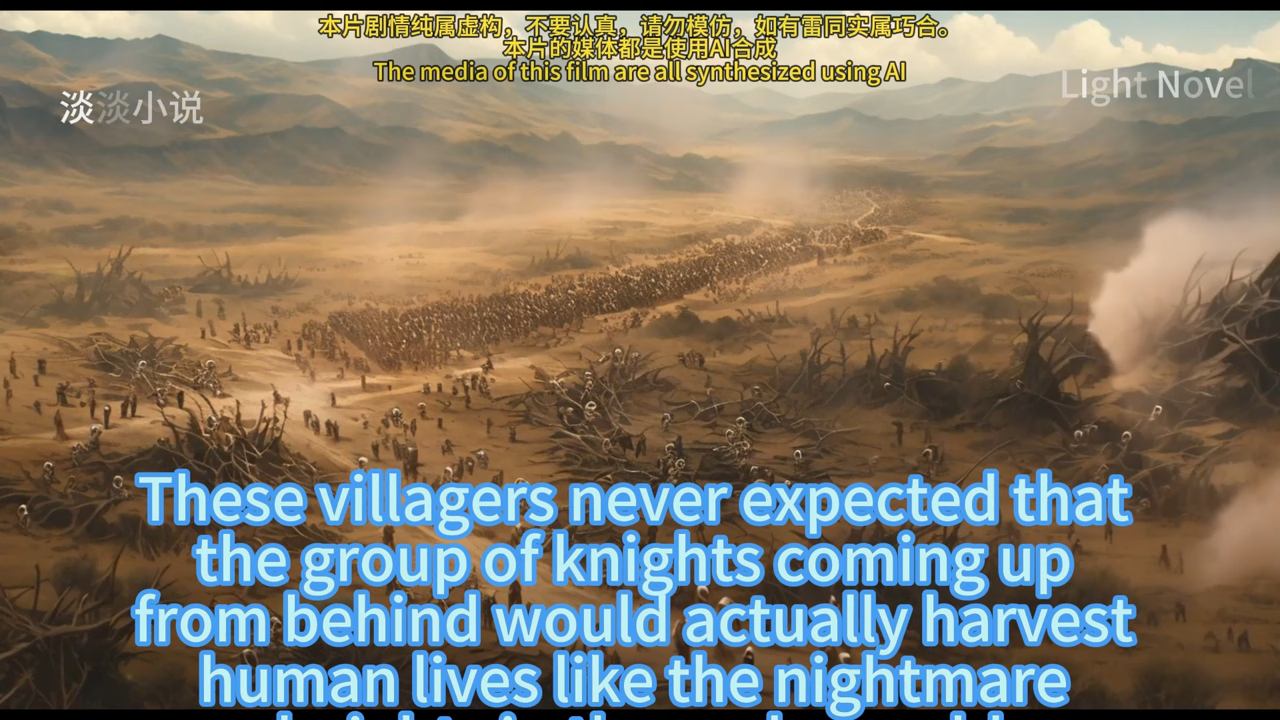 本片剧情纯属虚构，不要认真，请勿模仿，如有雷同实属巧合。
本片的媒体都是使用AI合成
The media of this film are all synthesized using AI
淡淡小说
Light Novel
These villagers never expected that
the group of knights coming up
from behind would actually harvest
human lives like the nightmare